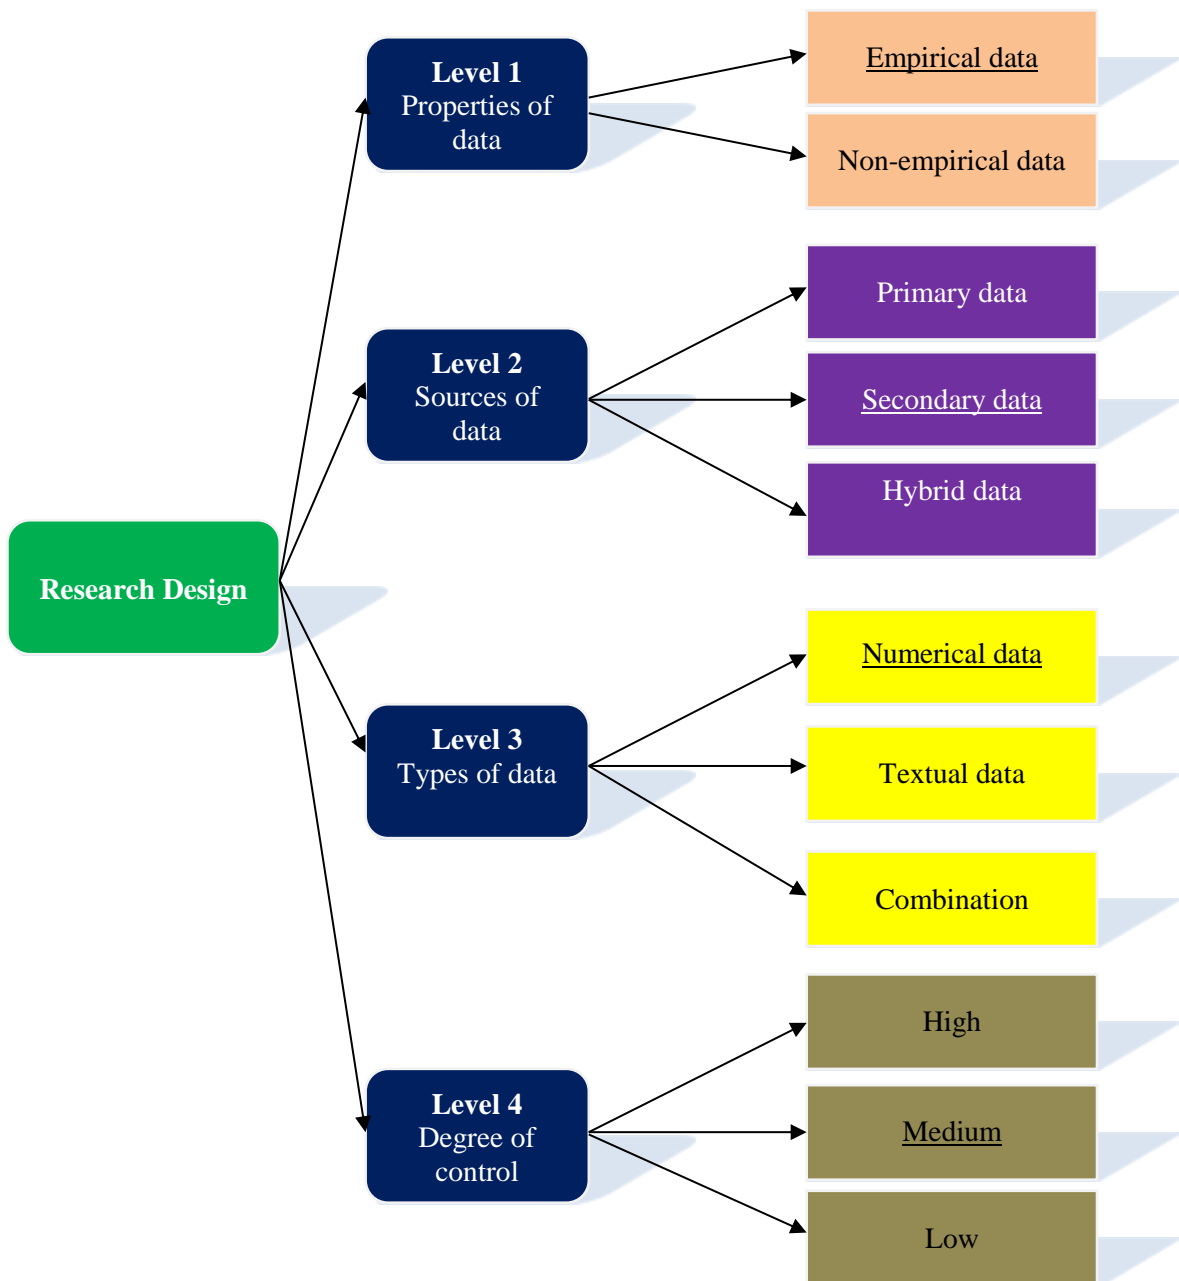 Research Design
Level 1
Properties of
data
Empirical data
Non-empirical data
Level 2
Sources of
data
Primary data
Secondary data
Hybrid data
Level 3
Types of data
Numerical data
Textual data
Combination
Level 4
Degree of
control
High
Medium
Low